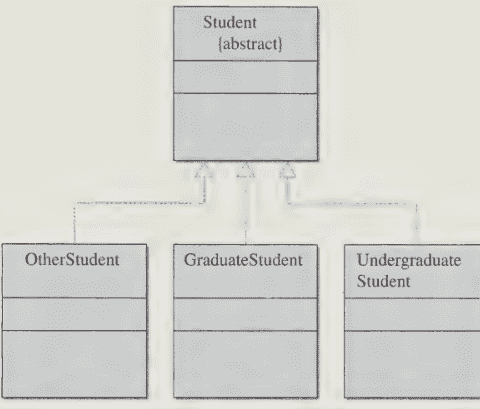 Student
{abstract}
OtherStudent
GraduateStudent
Undergraduate
Student